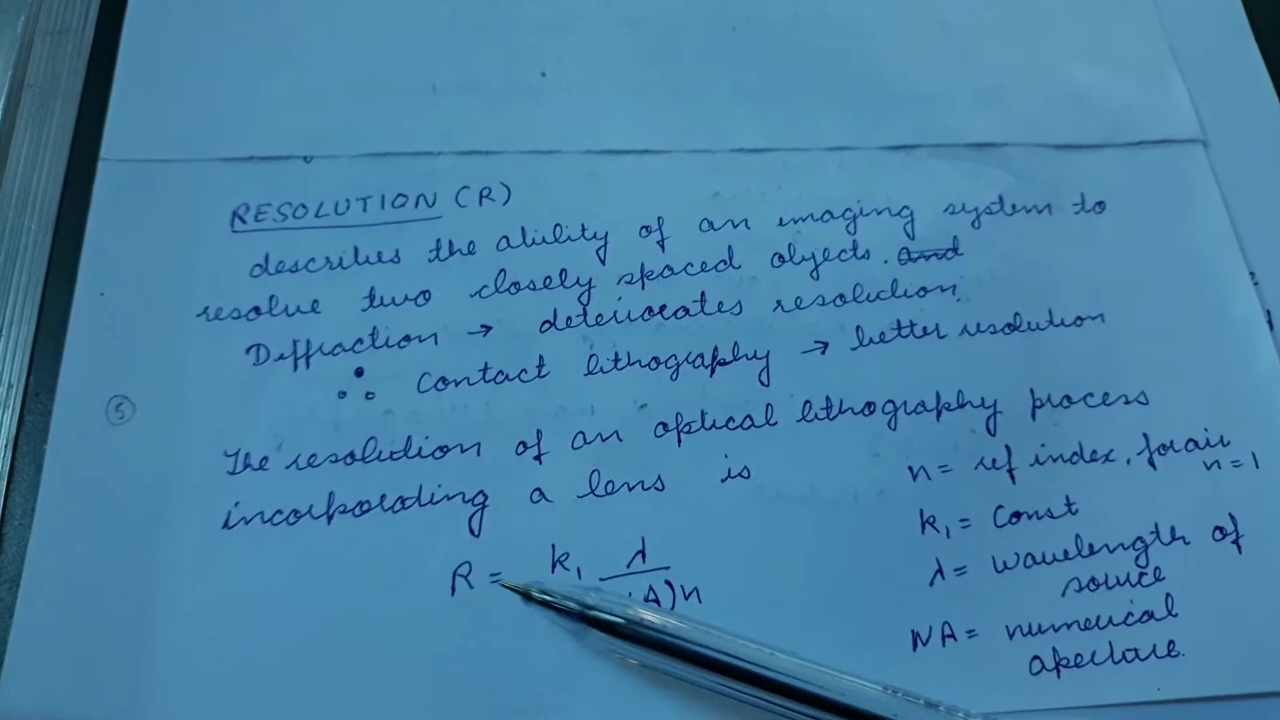 RESOLUTION (R)
describes the ability of an imaging system to
resolve two closely spaced objects. and
Diffraction → deteriorates resolution.
∴ Contact lithography → better resolution
5
The resolution of an optical lithography process
incorporating a lens is
R = k₁ λ
A)n
n = ref index, for air
n = 1
k₁ = Const
λ = wavelength of
source
NA = numerical
aperture.